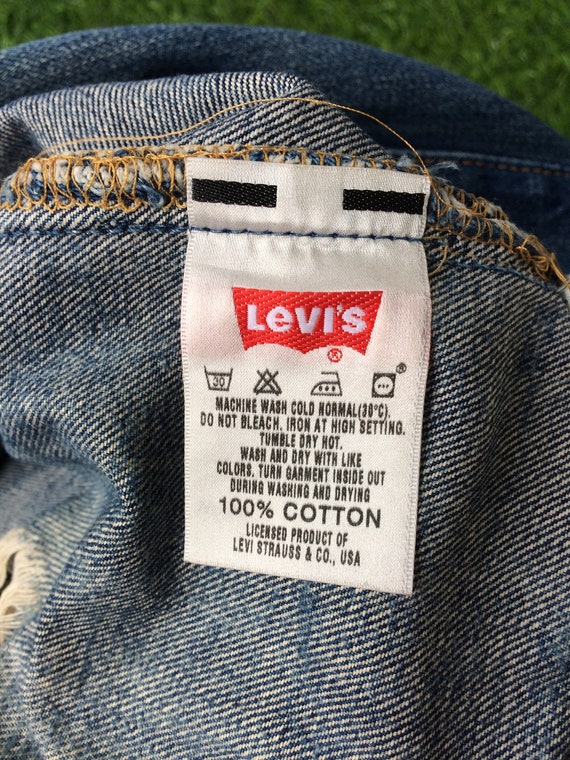 LEVI'S
®
30 ®
MACHINE WASH COLD NORMAL(30°C).
DO NOT BLEACH, IRON AT HIGH SETTING.
TUMBLE DRY HOT.
WASH AND DRY WITH LIKE
COLORS, TURN GARMENT INSIDE OUT
DURING WASHING AND DRYING
100% COTTON
LICENSED PRODUCT OF
LEVI STRAUSS & CO., USA